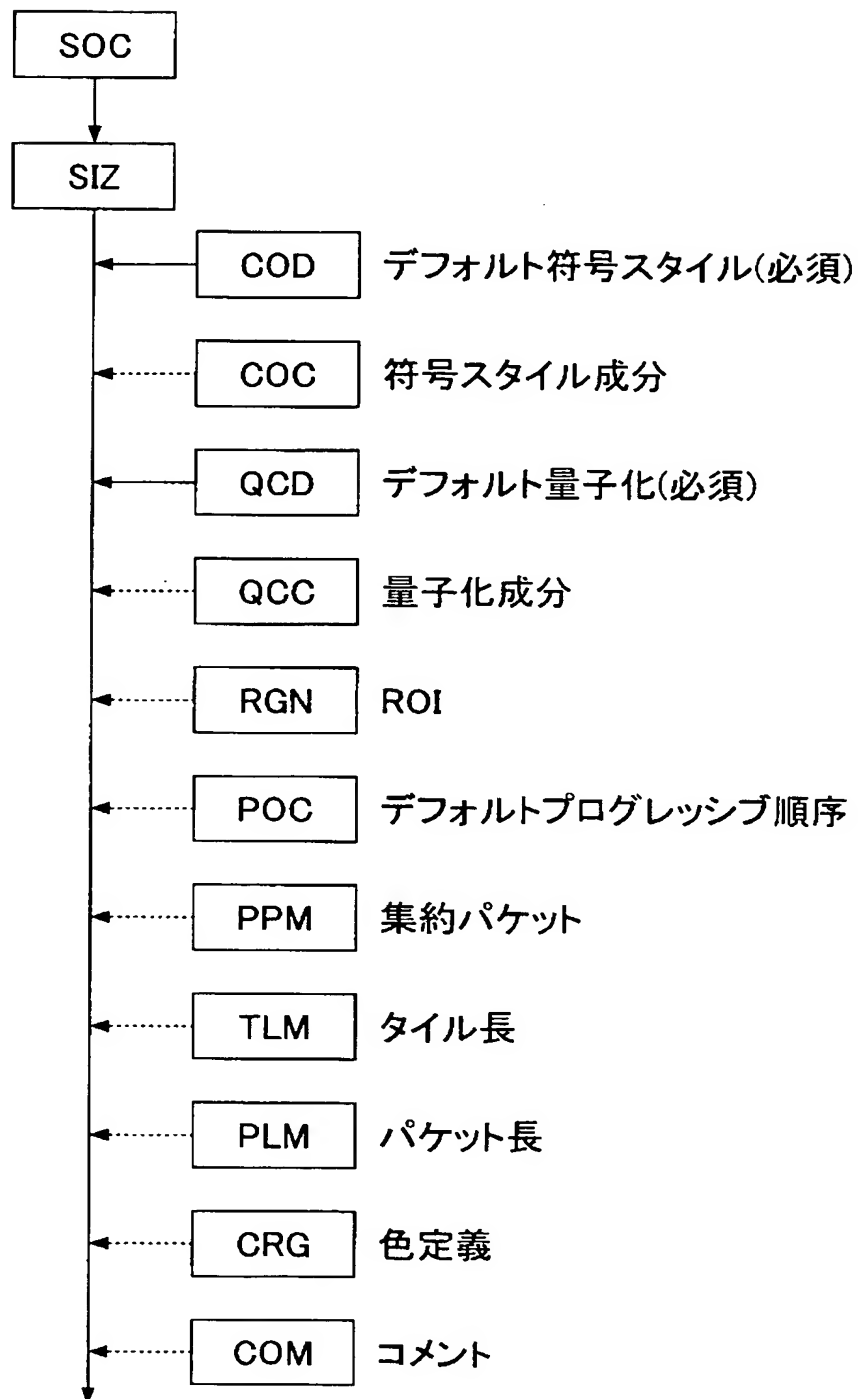 SOC
SIZ
COD デフォルト符号スタイル(必須)
COC 符号スタイル成分
QCD デフォルト量子化(必須)
QCC 量子化成分
RGN ROI
POC デフォルトプログレッシブ順序
PPM 集約パケット
TLM タイル長
PLM パケット長
CRG 色定義
COM コメント